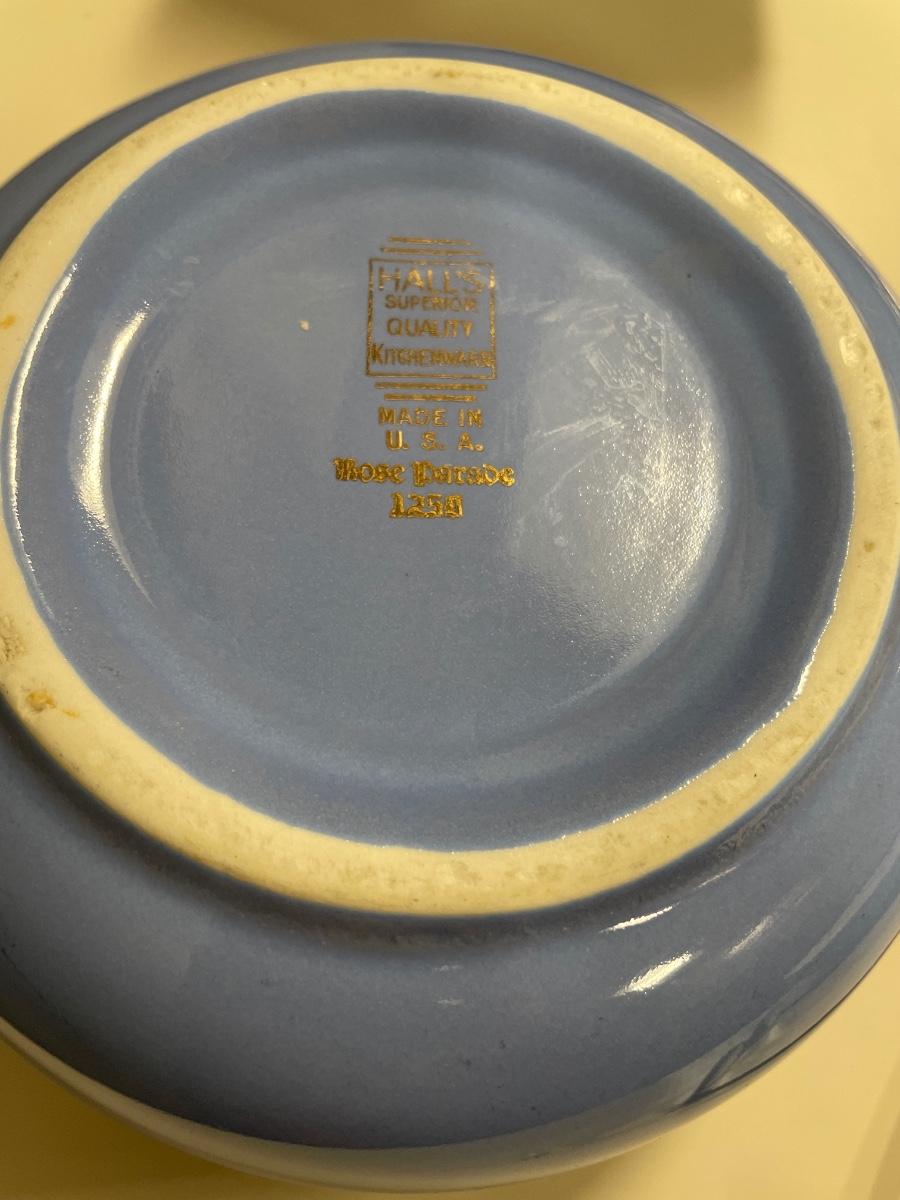 HALL'S
SUPERIOR
QUALITY
KITCHENWARE
MADE IN
U. S. A.
Rose Parade
1259